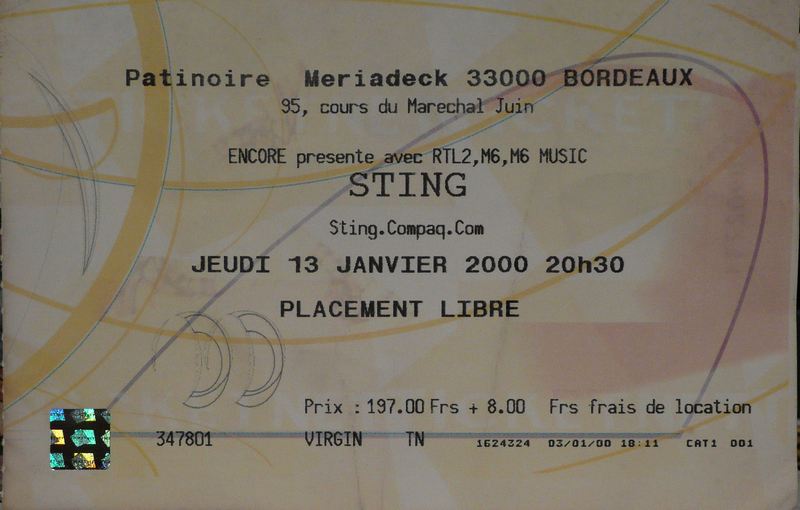 Patinoire Meriadeck 33000 BORDEAUX
95, cours du Marechal Juin
ENCORE presente avec RTL2,M6,M6 MUSIC
STING
Sting.Compaq.Com
JEUDI 13 JANVIER 2000 20h30
PLACEMENT LIBRE
Prix : 197.00 Frs + 8.00 Frs frais de location
347801 VIRGIN TN 1624324 03/01/00 18:11 CAT1 001